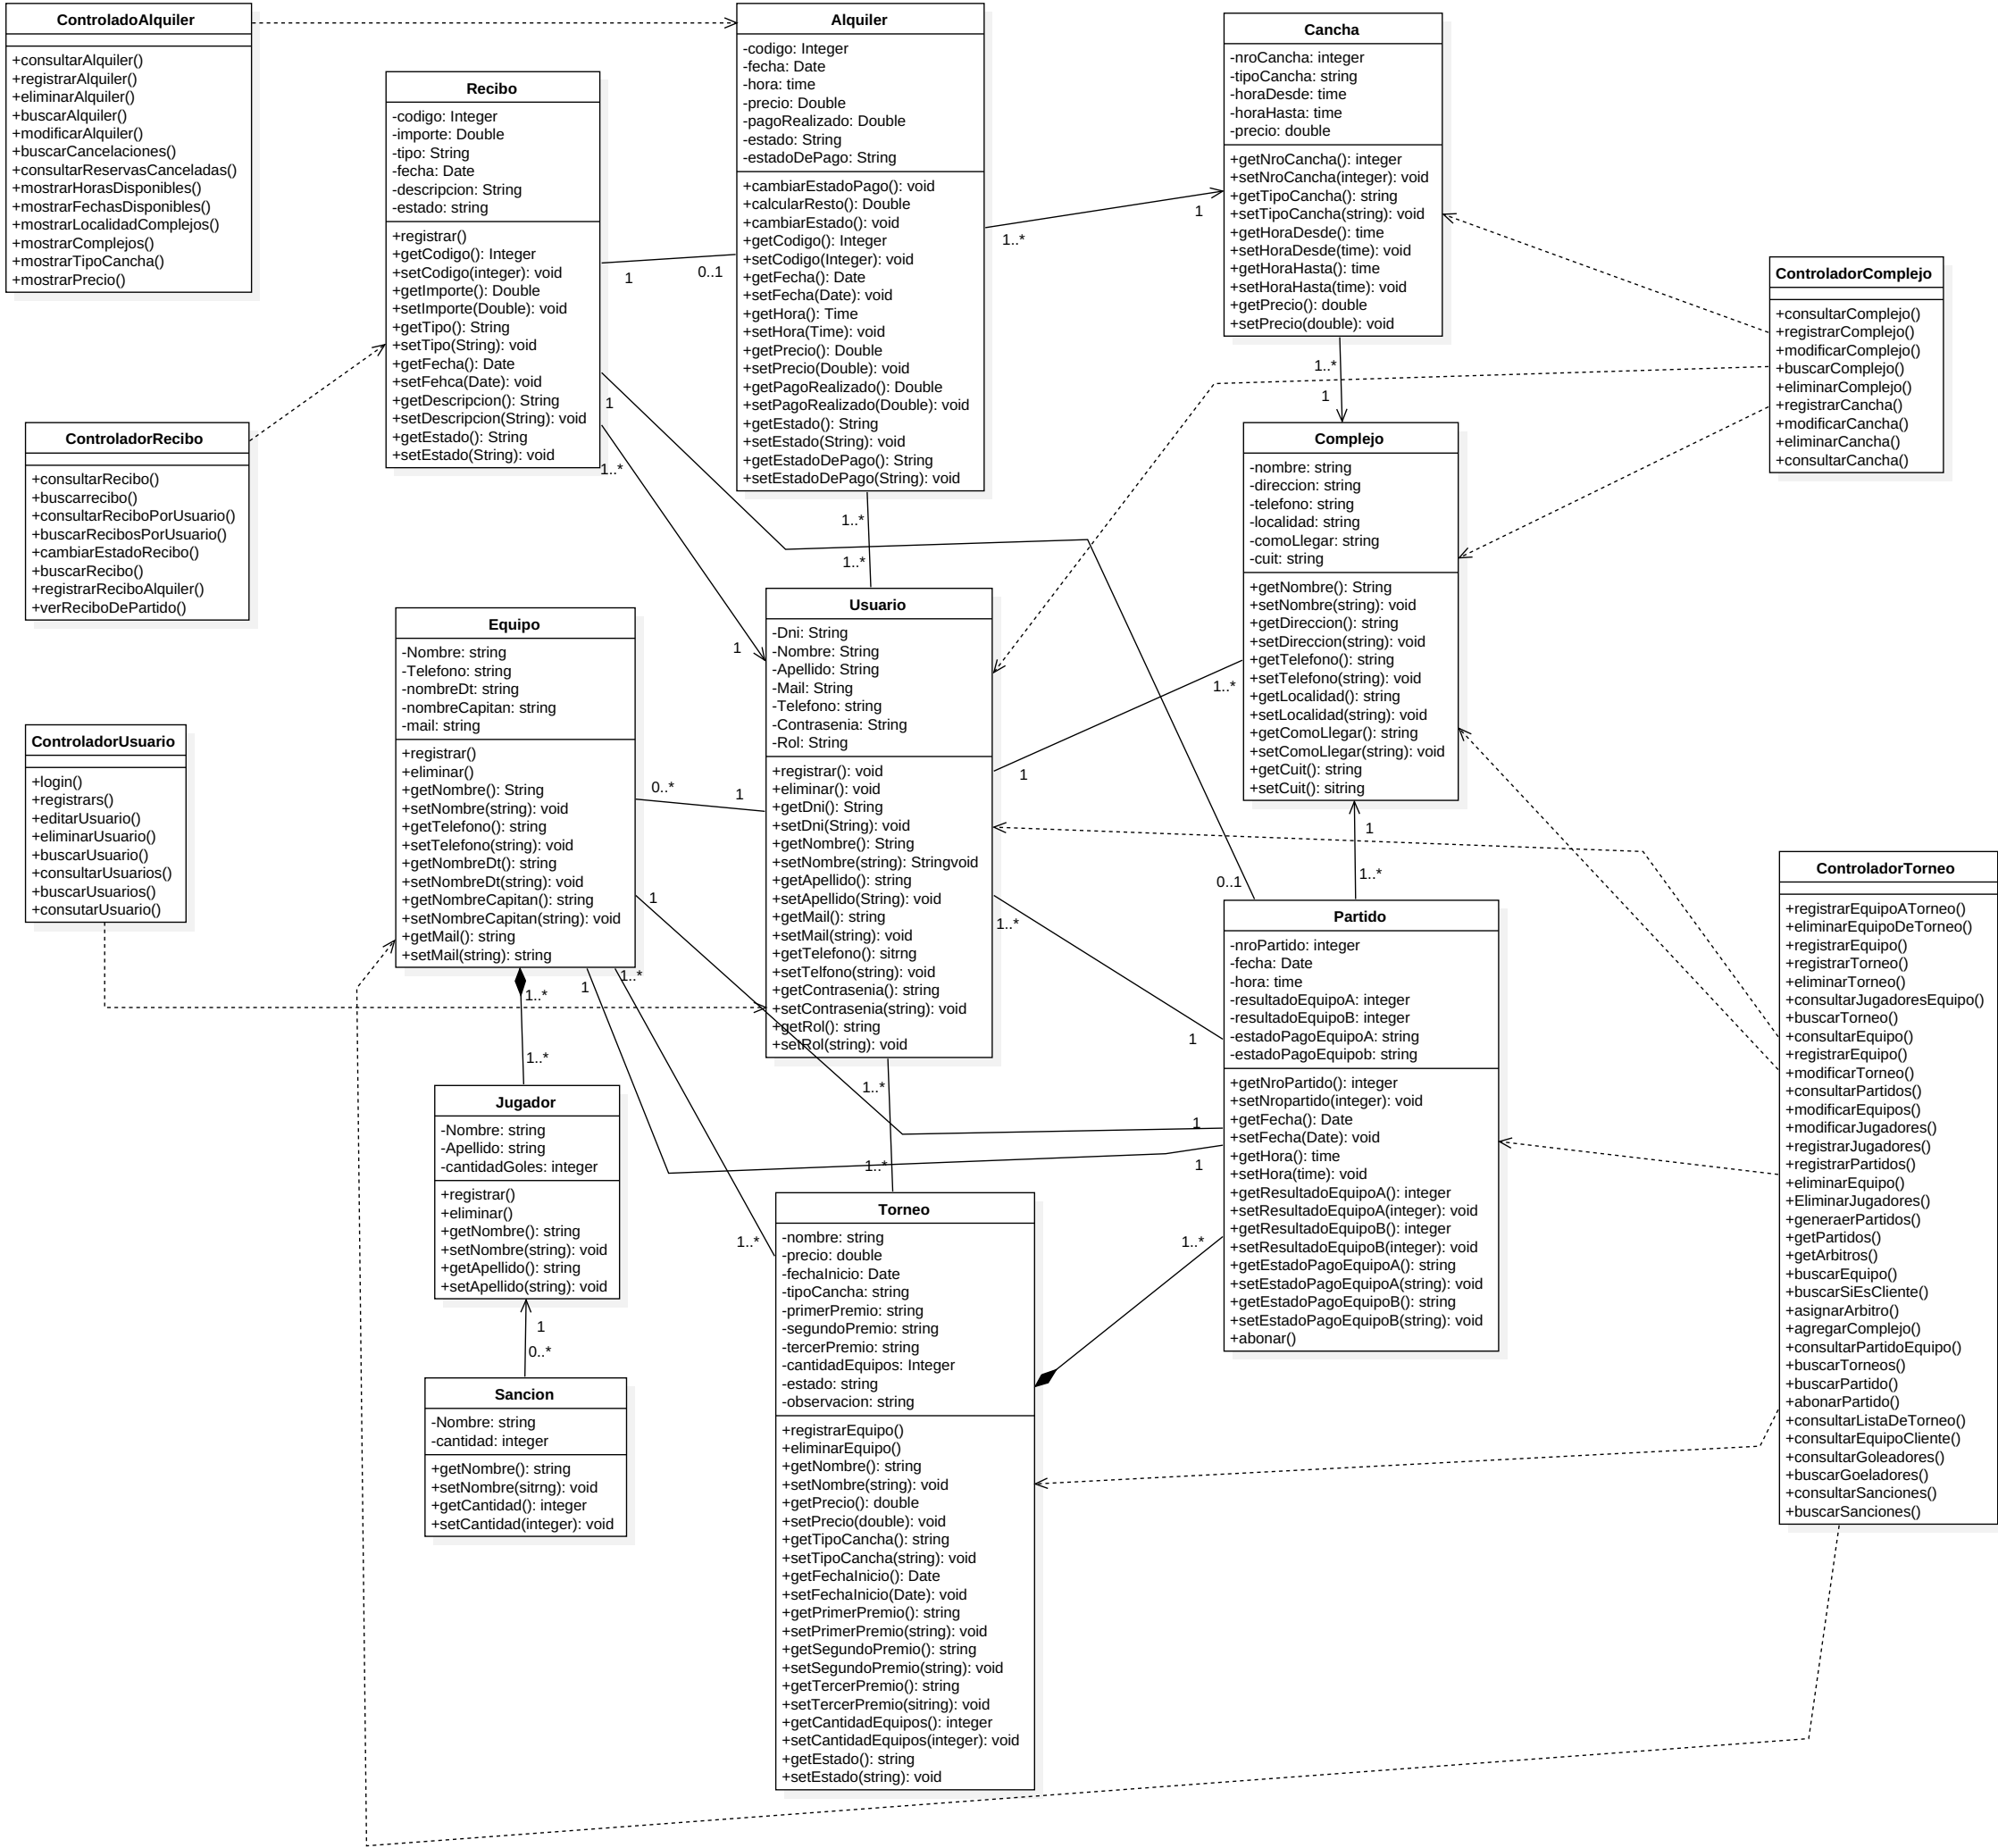 ControladoAlquiler
+consultarAlquiler()
+registrarAlquiler()
+eliminarAlquiler()
+buscarAlquiler()
+modificarAlquiler()
+buscarCancelaciones()
+consultarReservasCanceladas()
+mostrarHorasDisponibles()
+mostrarFechasDisponibles()
+mostrarLocalidadComplejos()
+mostrarComplejos()
+mostrarTipoCancha()
+mostrarPrecio()
Recibo
-codigo: Integer
-importe: Double
-tipo: String
-fecha: Date
-descripcion: String
-estado: string
+registrar()
+getCodigo(): Integer
+setCodigo(integer): void
+getImporte(): Double
+setImporte(Double): void
+getTipo(): String
+setTipo(String): void
+getFecha(): Date
+setFehca(Date): void
+getDescripcion(): String
+setDescripcion(String): void
+getEstado(): String
+setEstado(String): void
Alquiler
-codigo: Integer
-fecha: Date
-hora: time
-precio: Double
-pagoRealizado: Double
-estado: String
-estadoDePago: String
+cambiarEstadoPago(): void
+calcularResto(): Double
+cambiarEstado(): void
+getCodigo(): Integer
+setCodigo(Integer): void
+getFecha(): Date
+setFecha(Date): void
+getHora(): Time
+setHora(Time): void
+getPrecio(): Double
+setPrecio(Double): void
+getPagoRealizado(): Double
+setPagoRealizado(Double): void
+getEstado(): String
+setEstado(String): void
+getEstadoDePago(): String
+setEstadoDePago(String): void
Cancha
-nroCancha: integer
-tipoCancha: string
-horaDesde: time
-horaHasta: time
-precio: double
+getNroCancha(): integer
+setNroCancha(integer): void
+getTipoCancha(): string
+setTipoCancha(string): void
+getHoraDesde(): time
+setHoraDesde(time): void
+getHoraHasta(): time
+setHoraHasta(time): void
+getPrecio(): double
+setPrecio(double): void
ControladorComplejo
+consultarComplejo()
+registrarComplejo()
+modificarComplejo()
+buscarComplejo()
+eliminarComplejo()
+registrarCancha()
+modificarCancha()
+eliminarCancha()
+consultarCancha()
1
0..1
1..*
1
1..*
1
1
1..*
1..*
1..*
ControladorRecibo
+consultarRecibo()
+buscarrecibo()
+consultarReciboPorUsuario()
+buscarRecibosPorUsuario()
+cambiarEstadoRecibo()
+buscarRecibo()
+registrarReciboAlquiler()
+verReciboDePartido()
Complejo
-nombre: string
-direccion: string
-telefono: string
-localidad: string
-comoLlegar: string
-cuit: string
+getNombre(): String
+setNombre(string): void
+getDireccion(): string
+setDireccion(string): void
+getTelefono(): string
+setTelefono(string): void
+getLocalidad(): string
+setLocalidad(string): void
+getComoLlegar(): string
+setComoLlegar(string): void
+getCuit(): string
+setCuit(): sitring
Equipo
-Nombre: string
-Telefono: string
-nombreDt: string
-nombreCapitan: string
-mail: string
+registrar()
+eliminar()
+getNombre(): String
+setNombre(string): void
+getTelefono(): string
+setTelefono(string): void
+getNombreDt(): string
+setNombreDt(string): void
+getNombreCapitan(): string
+setNombreCapitan(string): void
+getMail(): string
+setMail(string): string
Usuario
-Dni: String
-Nombre: String
-Apellido: String
-Mail: String
-Telefono: string
-Contrasenia: String
-Rol: String
+registrar(): void
+eliminar(): void
+getDni(): String
+setDni(String): void
+getNombre(): String
+setNombre(string): Stringvoid
+getApellido(): string
+setApellido(String): void
+getMail(): string
+setMail(string): void
+getTelefono(): sitrng
+setTelfono(string): void
+getContrasenia(): string
+setContrasenia(string): void
+getRol(): string
+setRol(string): void
ControladorUsuario
+login()
+registrars()
+editarUsuario()
+eliminarUsuario()
+buscarUsuario()
+consultarUsuarios()
+buscarUsuarios()
+consutarUsuario()
1
1..*
1
0..*
1
1
1..*
0..1
1
1..*
1
1..*
1
1..*
1..*
1
1..*
1..*
1
1
1..*
1..*
Partido
-nroPartido: integer
-fecha: Date
-hora: time
-resultadoEquipoA: integer
-resultadoEquipoB: integer
-estadoPagoEquipoA: string
-estadoPagoEquipob: string
+getNroPartido(): integer
+setNropartido(integer): void
+getFecha(): Date
+setFecha(Date): void
+getHora(): time
+setHora(time): void
+getResultadoEquipoA(): integer
+setResultadoEquipoA(integer): void
+getResultadoEquipoB(): integer
+setResultadoEquipoB(integer): void
+getEstadoPagoEquipoA(): string
+setEstadoPagoEquipoA(string): void
+getEstadoPagoEquipoB(): string
+setEstadoPagoEquipoB(string): void
+abonar()
ControladorTorneo
+registrarEquipoATorneo()
+eliminarEquipoDeTorneo()
+registrarEquipo()
+registrarTorneo()
+eliminarTorneo()
+consultarJugadoresEquipo()
+buscarTorneo()
+consultarEquipo()
+registrarEquipo()
+modificarTorneo()
+consultarPartidos()
+modificarEquipos()
+modificarJugadores()
+registrarJugadores()
+registrarPartidos()
+eliminarEquipo()
+EliminarJugadores()
+generaerPartidos()
+getPartidos()
+getArbitros()
+buscarEquipo()
+buscarSiEsCliente()
+asignarArbitro()
+agregarComplejo()
+consultarPartidoEquipo()
+buscarTorneos()
+buscarPartido()
+abonarPartido()
+consultarListaDeTorneo()
+consultarEquipoCliente()
+consultarGoleadores()
+buscarGoeladores()
+consultarSanciones()
+buscarSanciones()
Jugador
-Nombre: string
-Apellido: string
-cantidadGoles: integer
+registrar()
+eliminar()
+getNombre(): string
+setNombre(string): void
+getApellido(): string
+setApellido(string): void
1
0..*
Sancion
-Nombre: string
-cantidad: integer
+getNombre(): string
+setNombre(sitrng): void
+getCantidad(): integer
+setCantidad(integer): void
Torneo
-nombre: string
-precio: double
-fechaInicio: Date
-tipoCancha: string
-primerPremio: string
-segundoPremio: string
-tercerPremio: string
-cantidadEquipos: Integer
-estado: string
-observacion: string
+registrarEquipo()
+eliminarEquipo()
+getNombre(): string
+setNombre(string): void
+getPrecio(): double
+setPrecio(double): void
+getTipoCancha(): string
+setTipoCancha(string): void
+getFechaInicio(): Date
+setFechaInicio(Date): void
+getPrimerPremio(): string
+setPrimerPremio(string): void
+getSegundoPremio(): string
+setSegundoPremio(string): void
+getTercerPremio(): string
+setTercerPremio(sitring): void
+getCantidadEquipos(): integer
+setCantidadEquipos(integer): void
+getEstado(): string
+setEstado(string): void